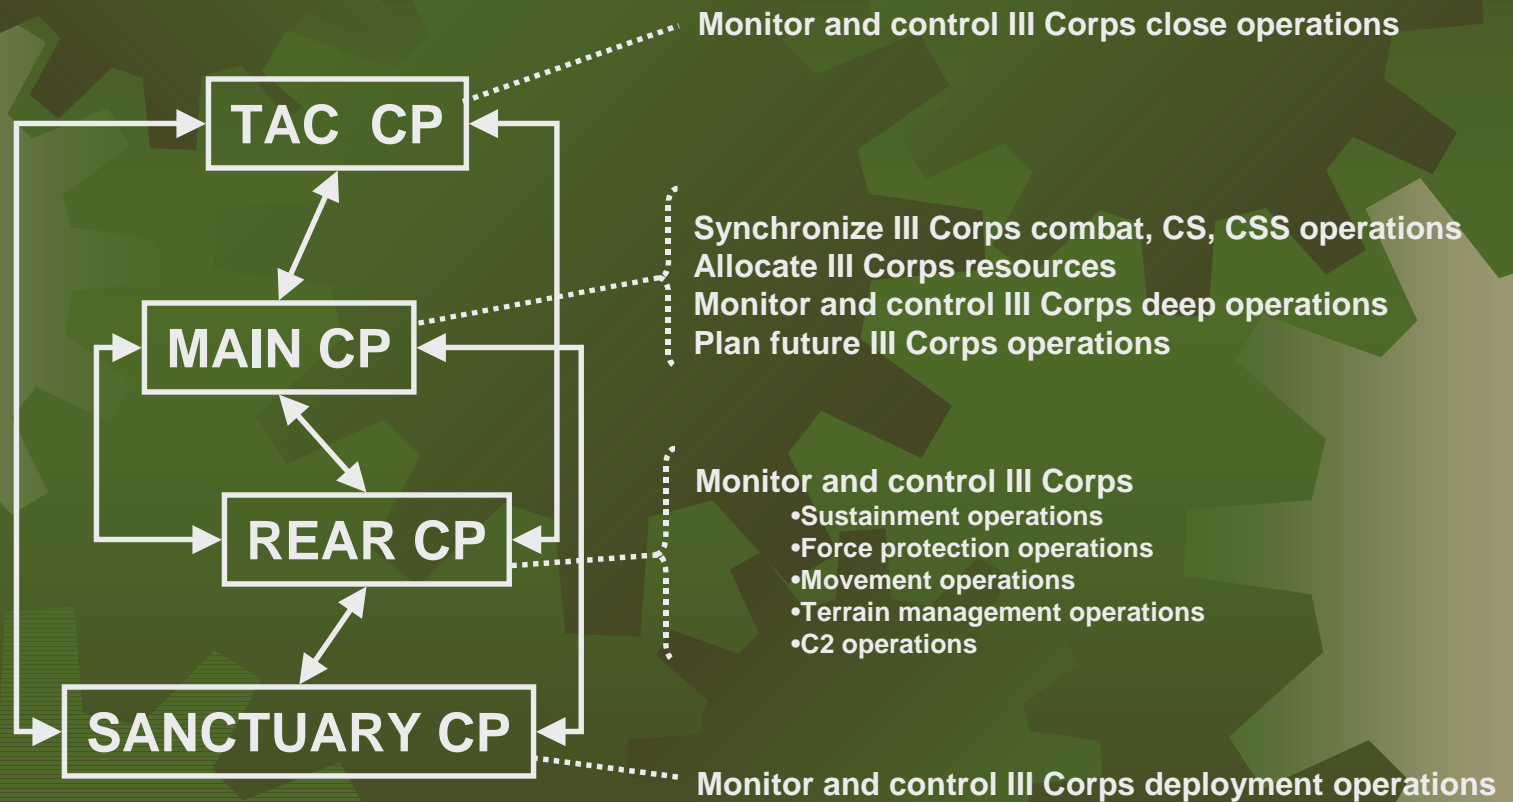 Monitor and control III Corps close operations
TAC CP
Synchronize III Corps combat, CS, CSS operations
Allocate III Corps resources
Monitor and control III Corps deep operations
Plan future III Corps operations
MAIN CP
Monitor and control III Corps
•Sustainment operations
•Force protection operations
•Movement operations
•Terrain management operations
•C2 operations
REAR CP
SANCTUARY CP
Monitor and control III Corps deployment operations